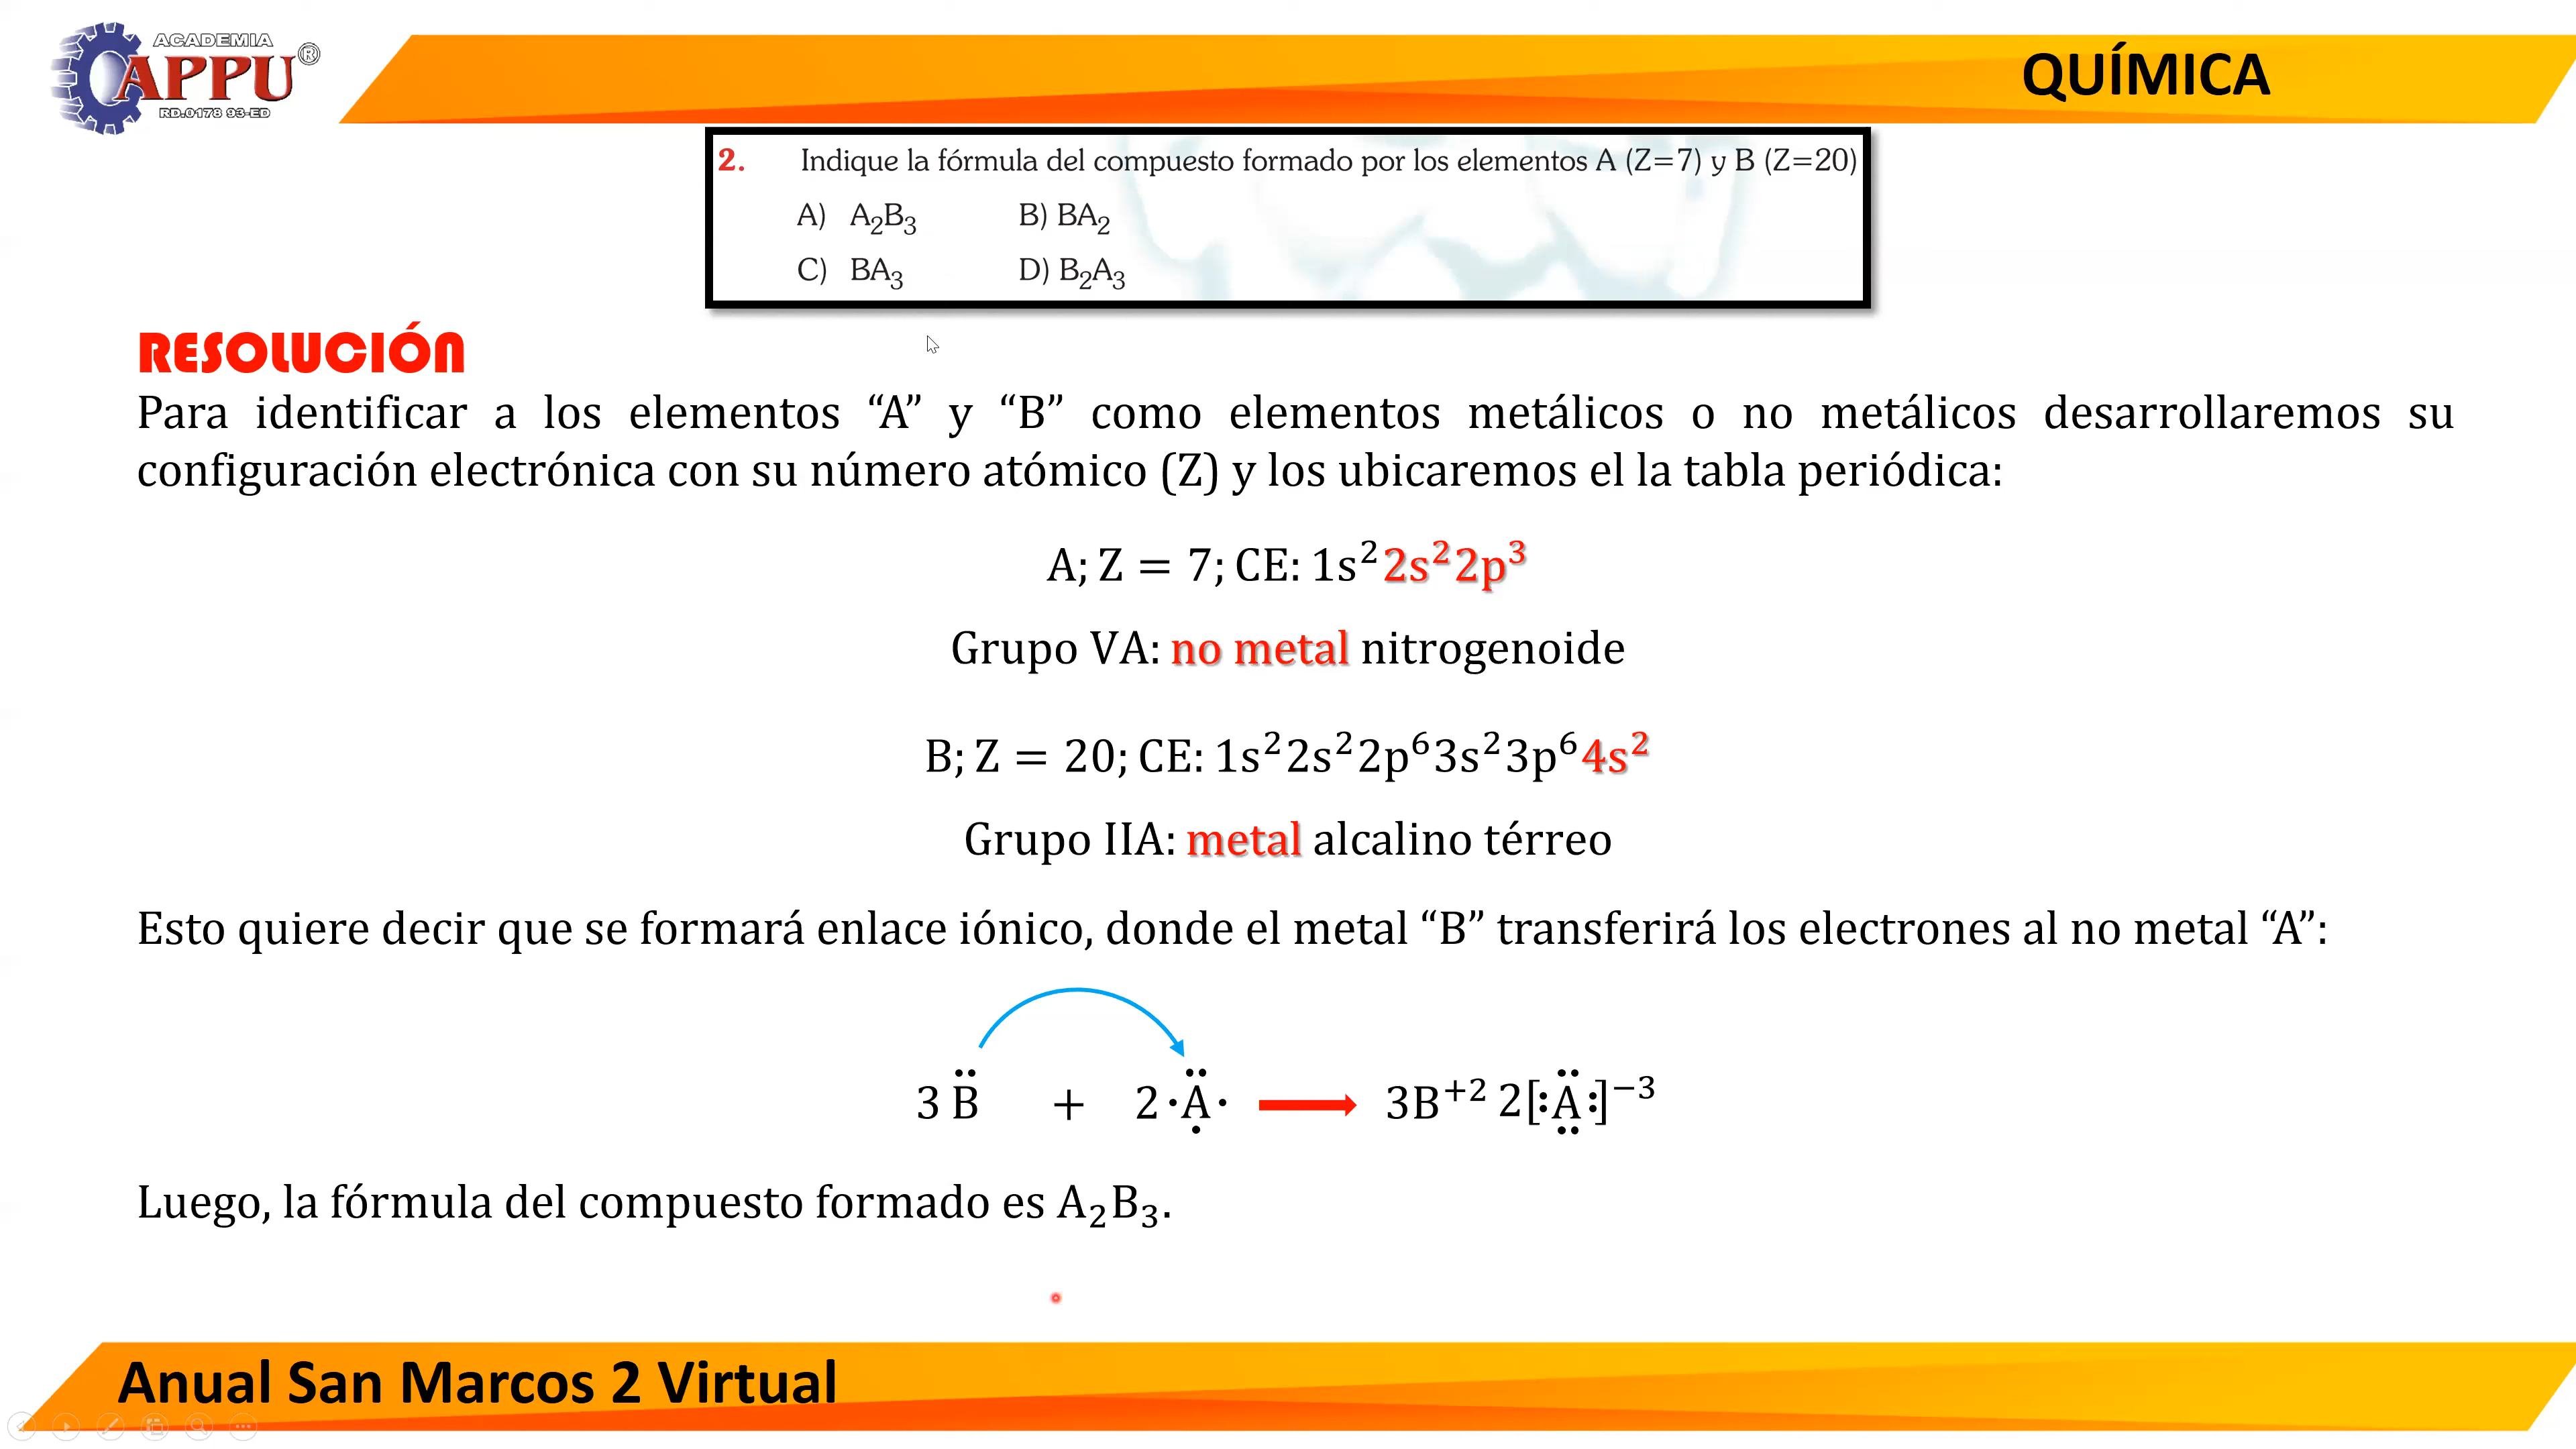 ACADEMIA
APPU®
RD.0178 93-ED
QUÍMICA
2. Indique la fórmula del compuesto formado por los elementos A (Z=7) y B (Z=20)
A) A₂B₃ B) BA₂
C) BA₃ D) B₂A₃
RESOLUCIÓN
Para identificar a los elementos “A” y “B” como elementos metálicos o no metálicos desarrollaremos su
configuración electrónica con su número atómico (Z) y los ubicaremos el la tabla periódica:
A; Z = 7; CE: 1s²2s²2p³
Grupo VA: no metal nitrogenoide
B; Z = 20; CE: 1s²2s²2p⁶3s²3p⁶4s²
Grupo IIA: metal alcalino térreo
Esto quiere decir que se formará enlace iónico, donde el metal “B” transferirá los electrones al no metal “A”:
3 B + 2 ·A· 3B⁺² 2[:A:]⁻³
Luego, la fórmula del compuesto formado es A₂B₃.
Anual San Marcos 2 Virtual